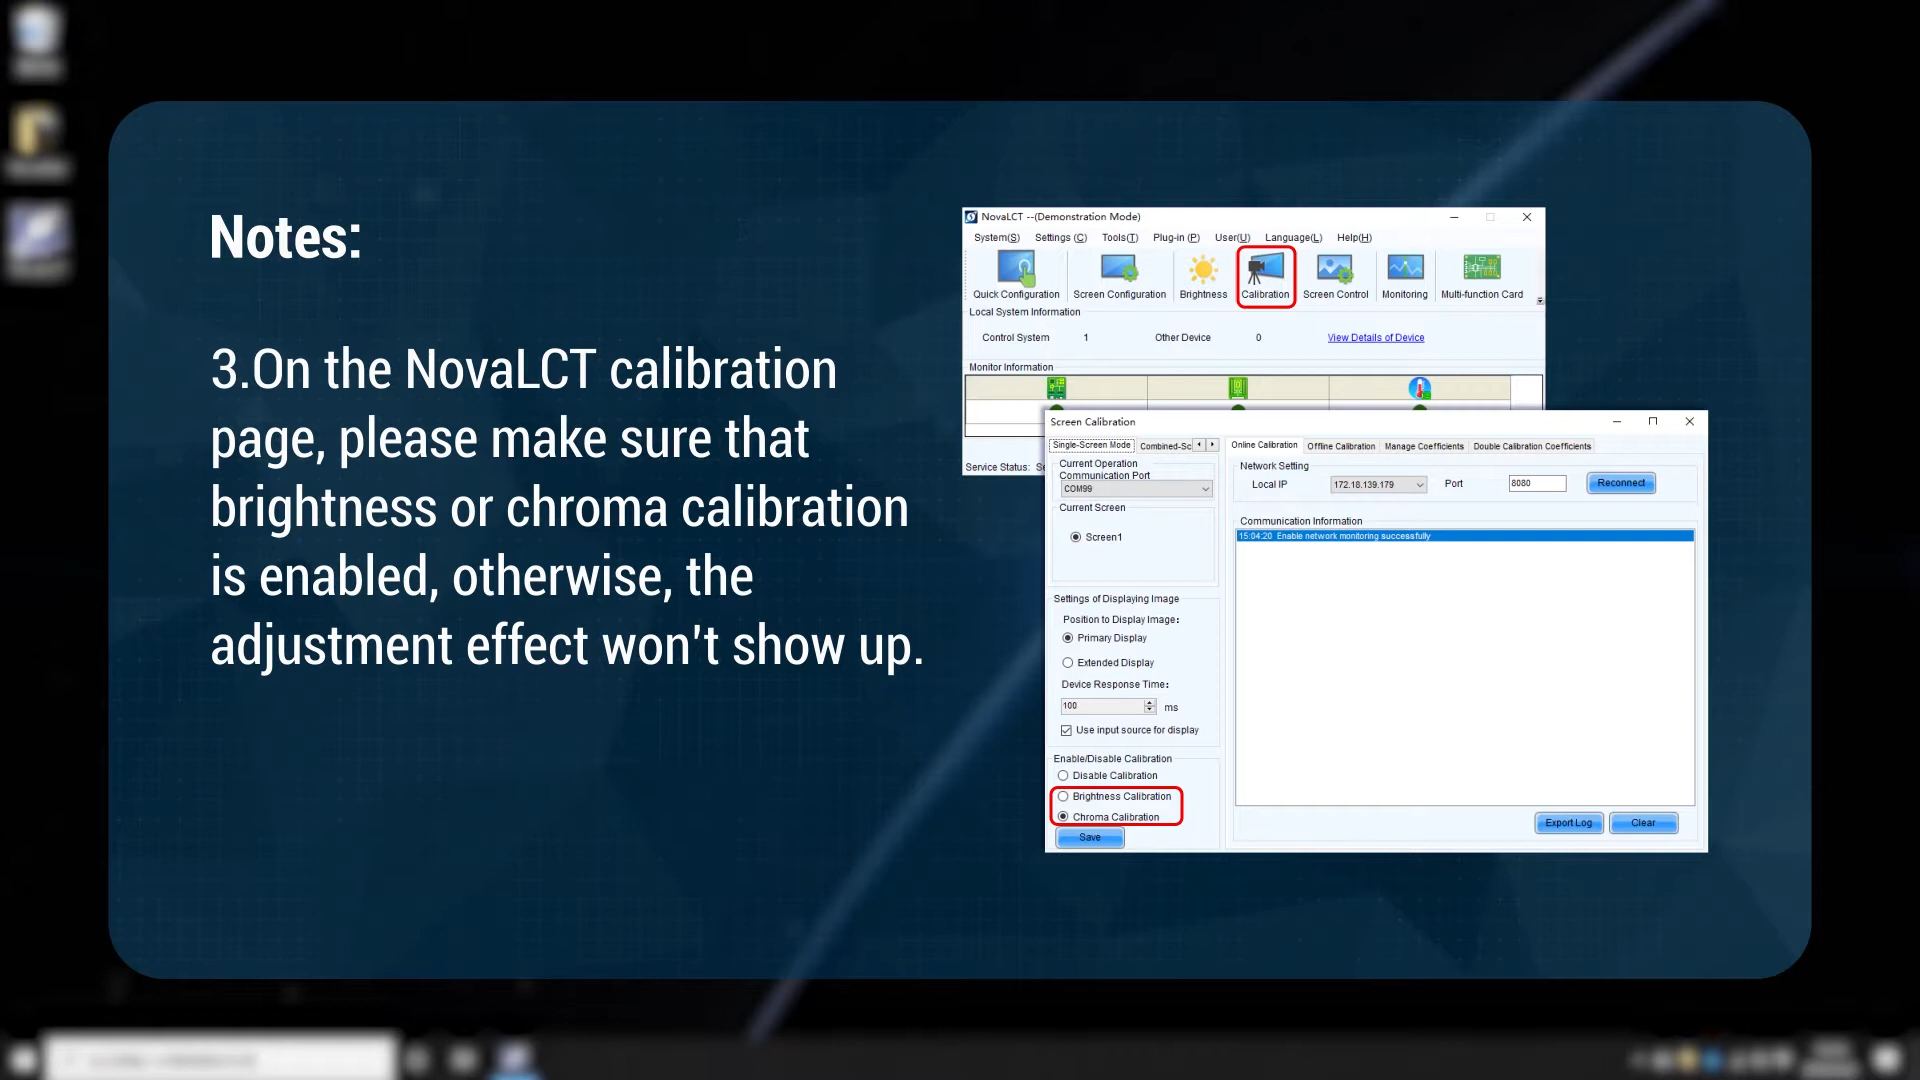 Notes:
3.On the NovaLCT calibration
page, please make sure that
brightness or chroma calibration
is enabled, otherwise, the
adjustment effect won't show up.
NovaLCT --(Demonstration Mode)
System(S) Settings (C) Tools(T) Plug-in (P) User(U) Language(L) Help(H)
Quick Configuration Screen Configuration Brightness Calibration Screen Control Monitoring Multi-function Card
Local System Information
Control System 1 Other Device 0 View Details of Device
Monitor Information
Service Status:
Screen Calibration
Single-Screen Mode Combined-Sc
Current Operation
Communication Port
COM99
Current Screen
Screen1
Settings of Displaying Image
Position to Display Image:
Primary Display
Extended Display
Device Response Time:
100 ms
Use input source for display
Enable/Disable Calibration
Disable Calibration
Brightness Calibration
Chroma Calibration
Save
Online Calibration Offline Calibration Manage Coefficients Double Calibration Coefficients
Network Setting
Local IP 172.18.139.179 Port 8080 Reconnect
Communication Information
15:04:20 Enable network monitoring successfully
Export Log Clear